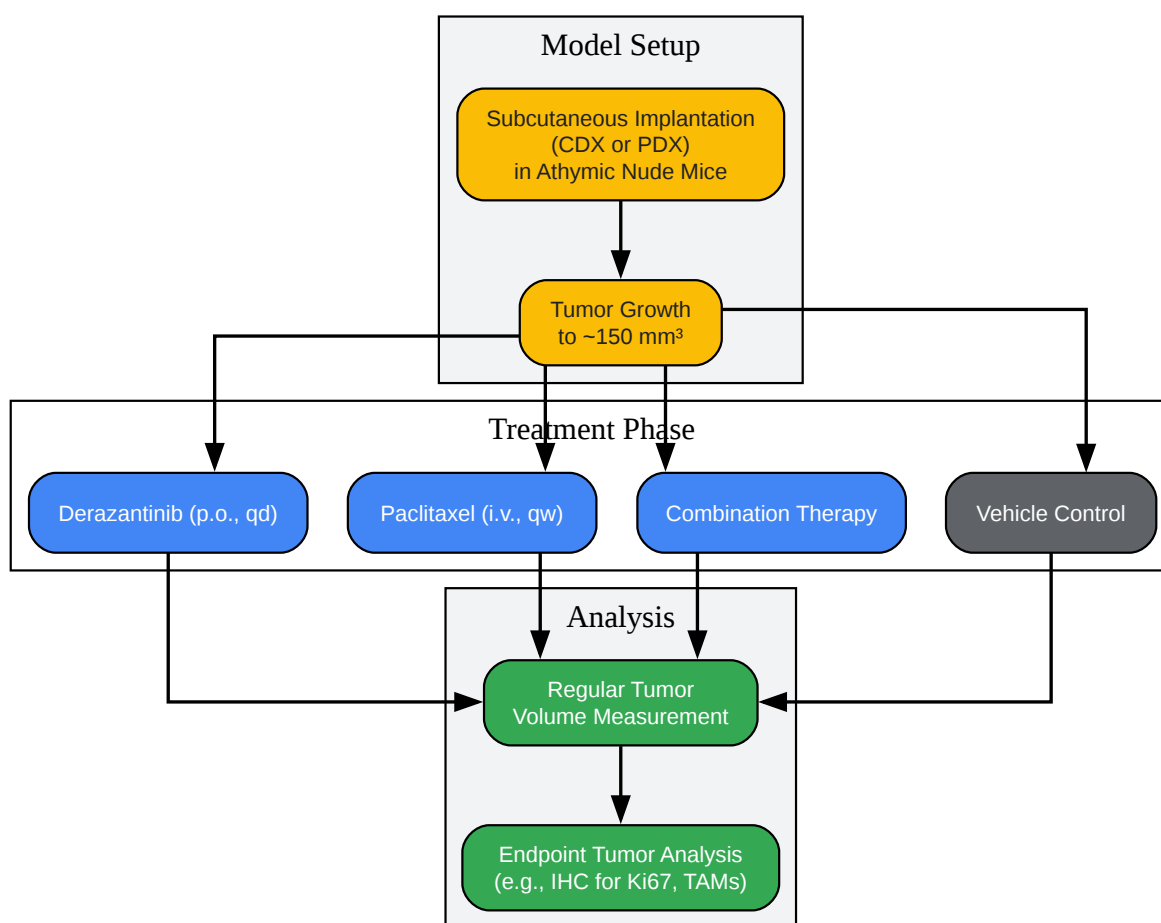 Model Setup
Subcutaneous Implantation
(CDX or PDX)
in Athymic Nude Mice
Tumor Growth
to ~150 mm³
Treatment Phase
Derazantinib (p.o., qd)
Paclitaxel (i.v., qw)
Combination Therapy
Vehicle Control
Analysis
Regular Tumor
Volume Measurement
Endpoint Tumor Analysis
(e.g., IHC for Ki67, TAMs)